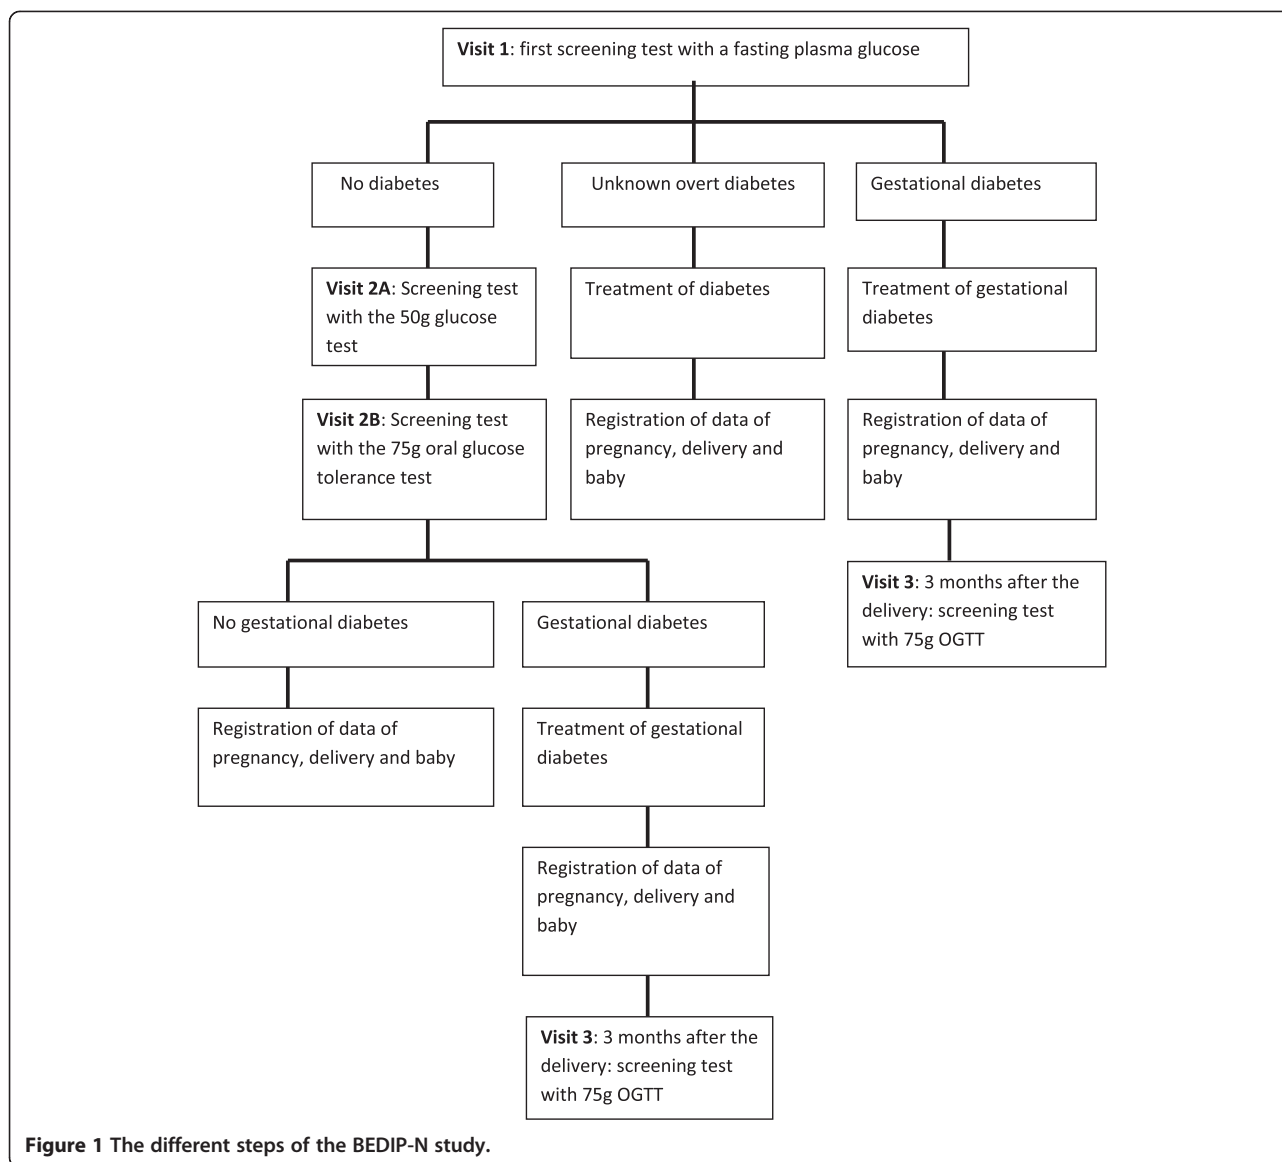 Visit 1: first screening test with a fasting plasma glucose
No diabetes
Unknown overt diabetes
Gestational diabetes
Visit 2A: Screening test
with the 50g glucose
test
Treatment of diabetes
Treatment of gestational
diabetes
Visit 2B: Screening test
with the 75g oral glucose
tolerance test
Registration of data of
pregnancy, delivery and
baby
Registration of data of
pregnancy, delivery and
baby
Visit 3: 3 months after the
delivery: screening test
with 75g OGTT
No gestational diabetes
Gestational diabetes
Registration of data of
pregnancy, delivery and baby
Treatment of gestational
diabetes
Registration of data of
pregnancy, delivery and
baby
Visit 3: 3 months after the
delivery: screening test
with 75g OGTT
Figure 1 The different steps of the BEDIP-N study.